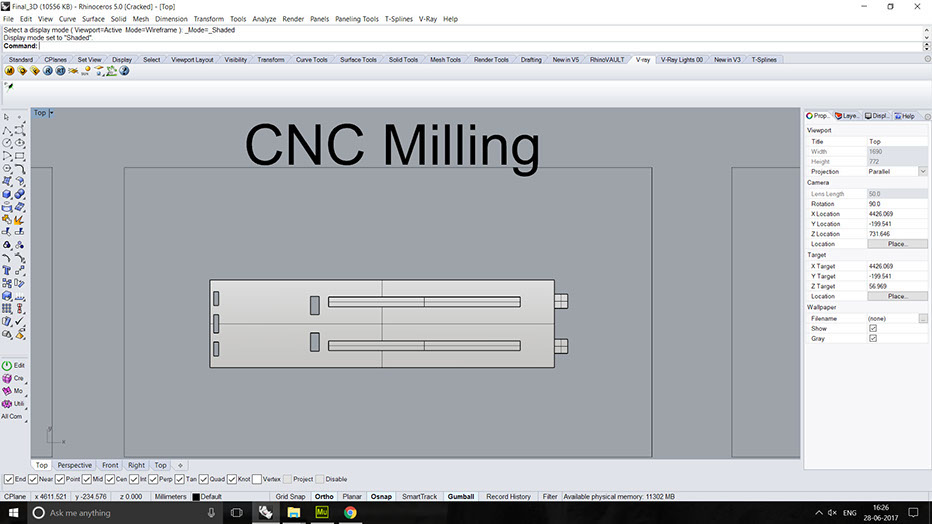 Final_3D (10556 KB) - Rhinoceros 5.0 [Cracked] - [Top]
File Edit View Curve Surface Solid Mesh Dimension Transform Tools Analyze Render Panels Paneling Tools T-Splines V-Ray Help
Select a display mode ( Viewport=Active Mode=Wireframe ): _Mode=_Shaded
Display mode set to "Shaded".
Command:
Standard CPlanes Set View Display Select Viewport Layout Visibility Transform Curve Tools Surface Tools Solid Tools Mesh Tools Render Tools Drafting New in V5 RhinoVAULT V-ray V-Ray Lights 00 New in V3 T-Splines
Top
CNC Milling
Prop.. Laye.. Displ.. Help
Viewport
Title Top
Width 1690
Height 772
Projection Parallel
Camera
Lens Length 50.0
Rotation 90.0
X Location 4426.069
Y Location -199.541
Z Location 731.646
Location Place...
Target
X Target 4426.069
Y Target -199.541
Z Target 56.969
Location Place...
Wallpaper
Filename (none) ...
Show
Gray
Edit
Cre
Mo
Utili
All Com
y
x
Top Perspective Front Right Top
End Near Point Mid Cen Int Perp Tan Quad Knot Vertex Project Disable
CPlane x 4611.521 y -234.576 z 0.000 Millimeters Default Grid Snap Ortho Planar Osnap SmartTrack Gumball Record History Filter Available physical memory: 11302 MB
Ask me anything Mu ENG 16:26
28-06-2017